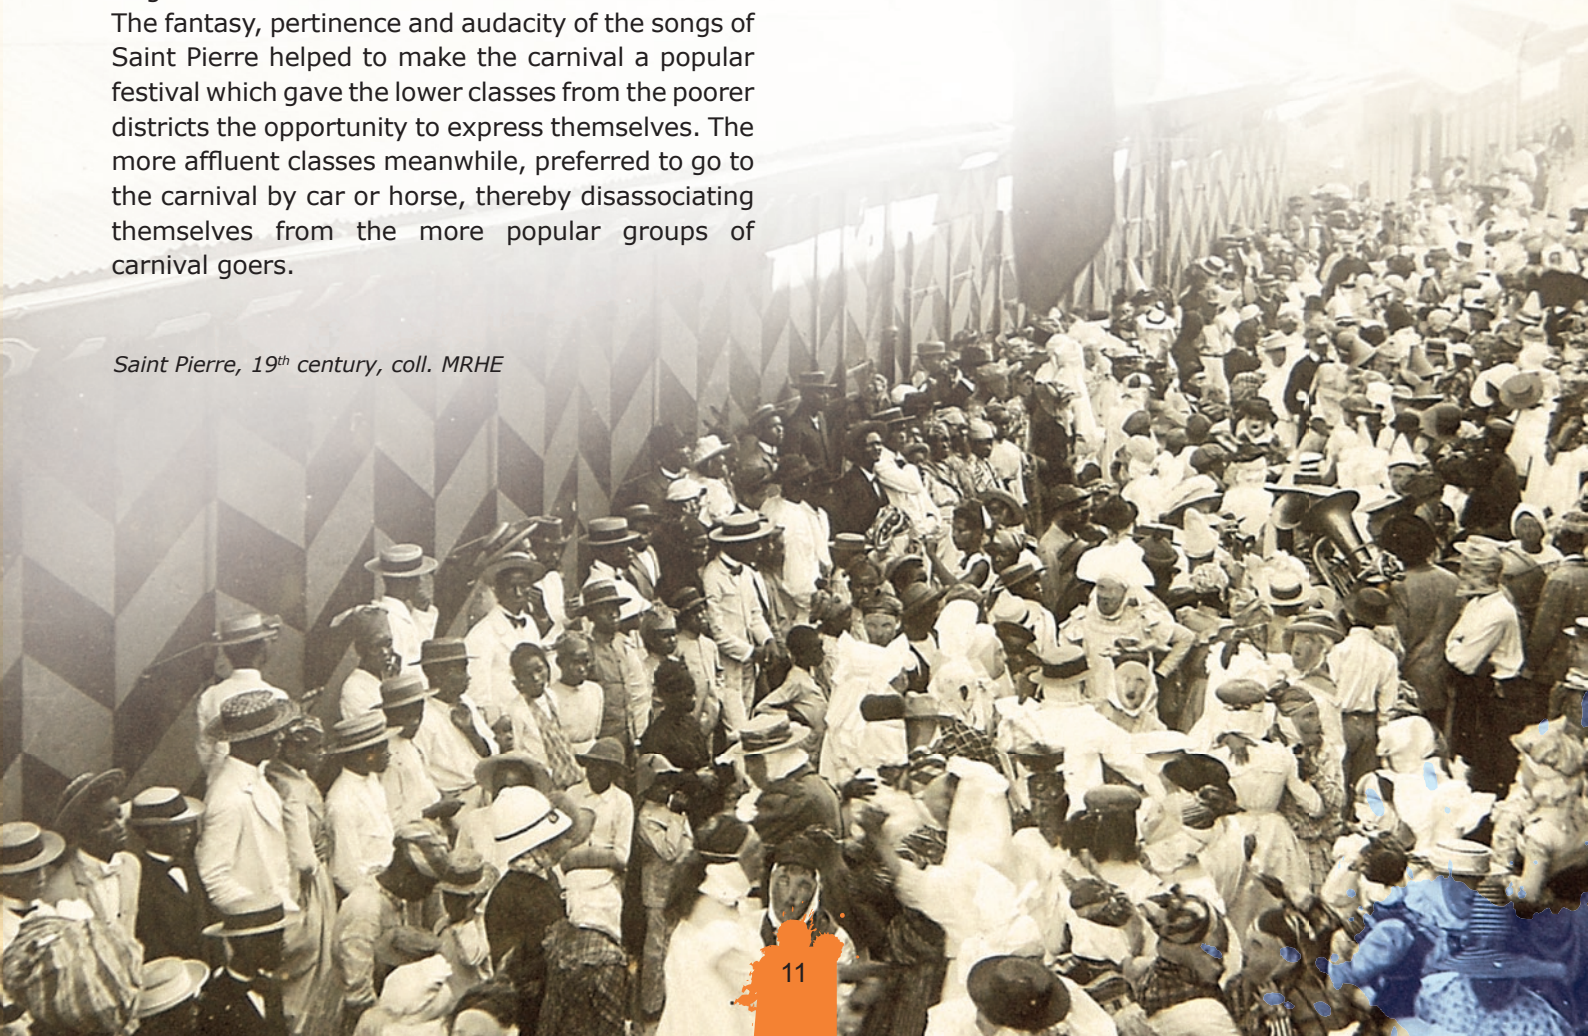 The fantasy, pertinence and audacity of the songs of
Saint Pierre helped to make the carnival a popular
festival which gave the lower classes from the poorer
districts the opportunity to express themselves. The
more affluent classes meanwhile, preferred to go to
the carnival by car or horse, thereby disassociating
themselves from the more popular groups of
carnival goers.
Saint Pierre, 19th century, coll. MRHE
11